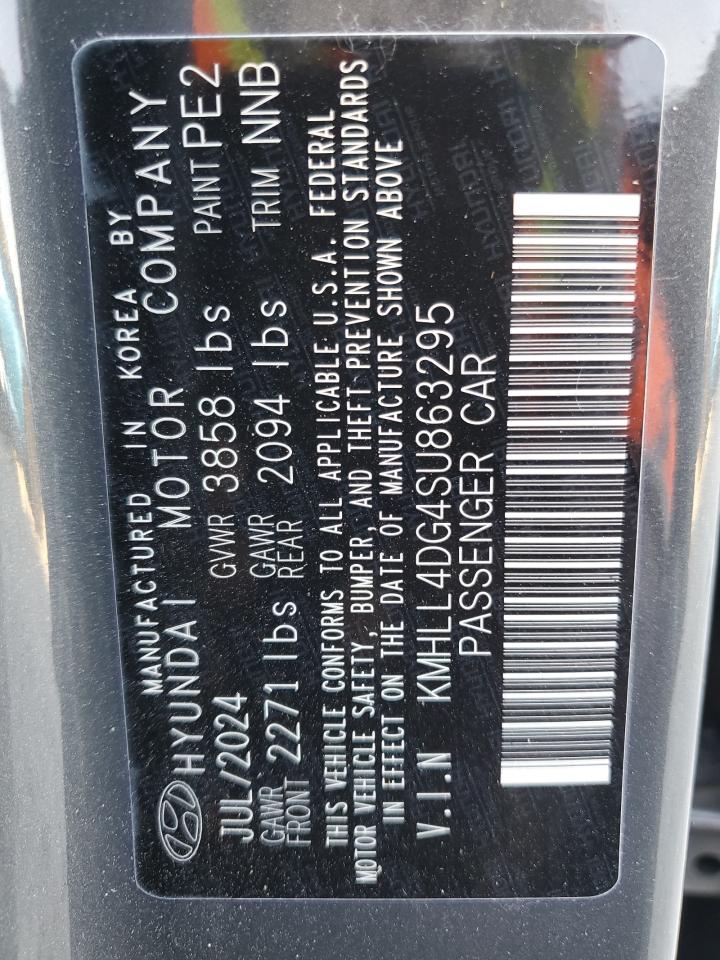 MANUFACTURED IN KOREA BY
HYUNDAI MOTOR COMPANY
JUL/2024 GVWR 3858 lbs PAINT PE2
GAWR FRONT 2271 lbs GAWR REAR 2094 lbs TRIM NNB
THIS VEHICLE CONFORMS TO ALL APPLICABLE U.S.A. FEDERAL
MOTOR VEHICLE SAFETY, BUMPER, AND THEFT PREVENTION STANDARDS
IN EFFECT ON THE DATE OF MANUFACTURE SHOWN ABOVE
V.I.N KMHLL4DG4SU863295
PASSENGER CAR